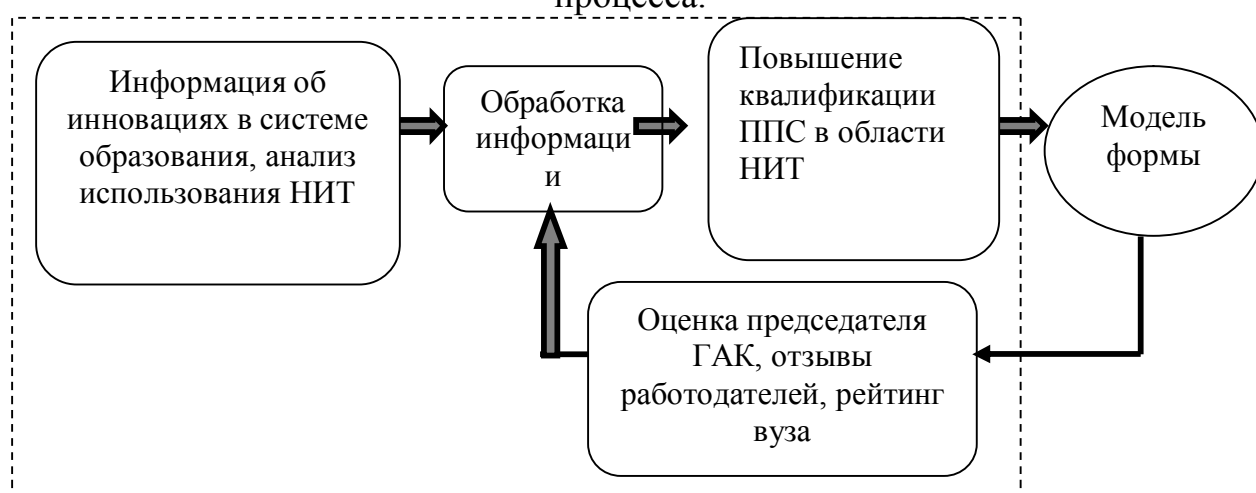 процесса.
Информация об
инновациях в системе
образования, анализ
использования НИТ
Обработка
информаци
и
Повышение
квалификации
ППС в области
НИТ
Модель
формы
Оценка председателя
ГАК, отзывы
работодателей, рейтинг
вуза